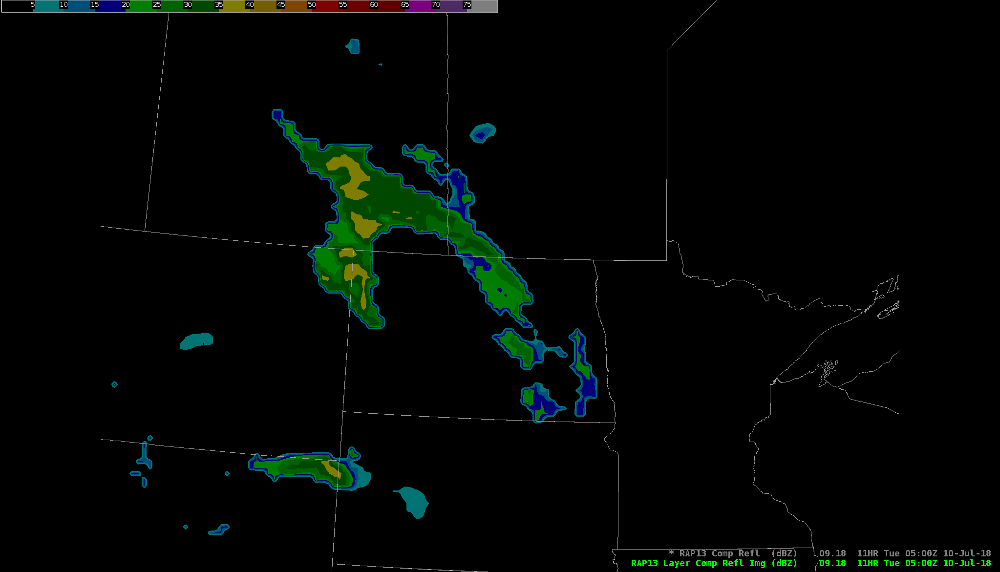 5 10 15 20 25 30 35 40 45 50 55 60 65 70 75
* RAP13 Comp Refl (dBZ) 09.18 11HR Tue 05:00Z 10-Jul-18
RAP13 Layer Comp Refl Img (dBZ) 09.18 11HR Tue 05:00Z 10-Jul-18